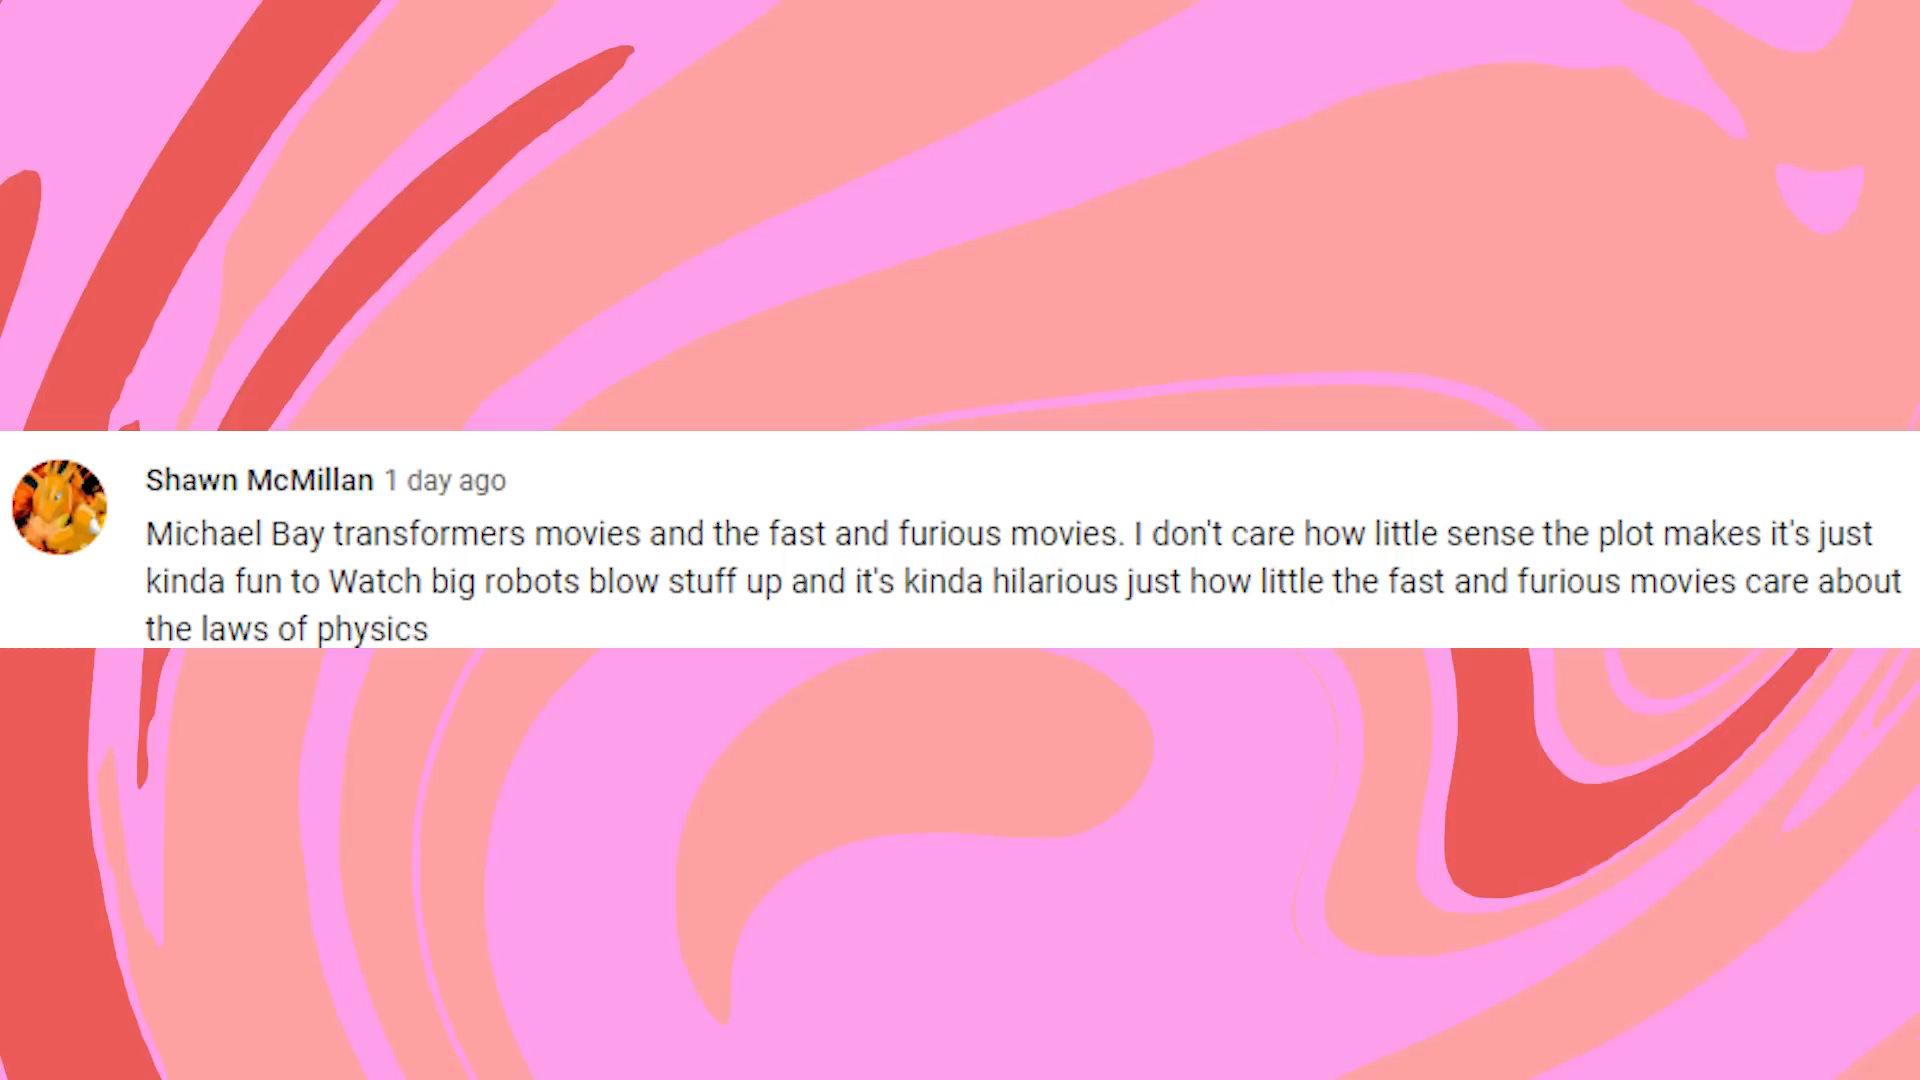 Shawn McMillan 1 day ago
Michael Bay transformers movies and the fast and furious movies. I don't care how little sense the plot makes it's just
kinda fun to Watch big robots blow stuff up and it's kinda hilarious just how little the fast and furious movies care about
the laws of physics